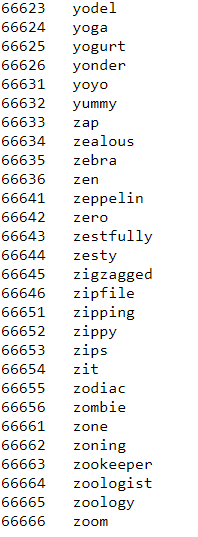 66623 yodel
66624 yoga
66625 yogurt
66626 yonder
66631 yoyo
66632 yummy
66633 zap
66634 zealous
66635 zebra
66636 zen
66641 zeppelin
66642 zero
66643 zestfully
66644 zesty
66645 zigzagged
66646 zipfile
66651 zipping
66652 zippy
66653 zips
66654 zit
66655 zodiac
66656 zombie
66661 zone
66662 zoning
66663 zookeeper
66664 zoologist
66665 zoology
66666 zoom